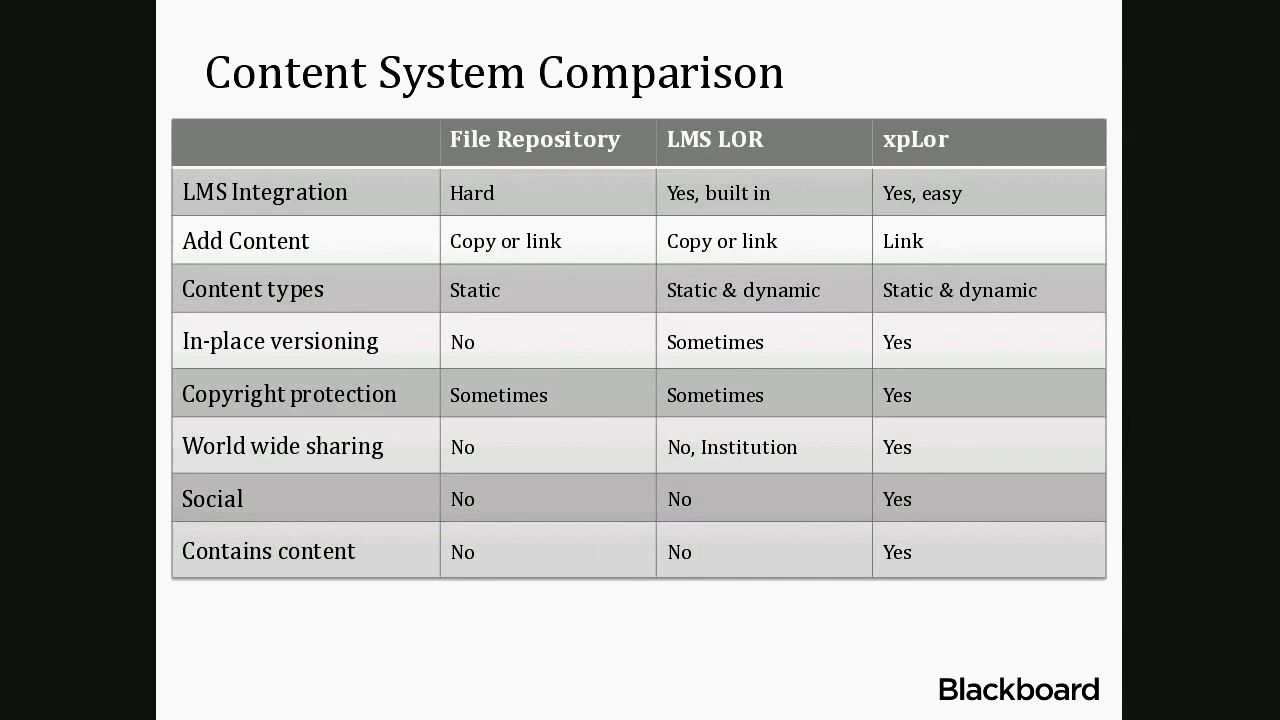 Content System Comparison
File Repository LMS LOR xpLor
LMS Integration Hard Yes, built in Yes, easy
Add Content Copy or link Copy or link Link
Content types Static Static & dynamic Static & dynamic
In-place versioning No Sometimes Yes
Copyright protection Sometimes Sometimes Yes
World wide sharing No No, Institution Yes
Social No No Yes
Contains content No No Yes
Blackboard